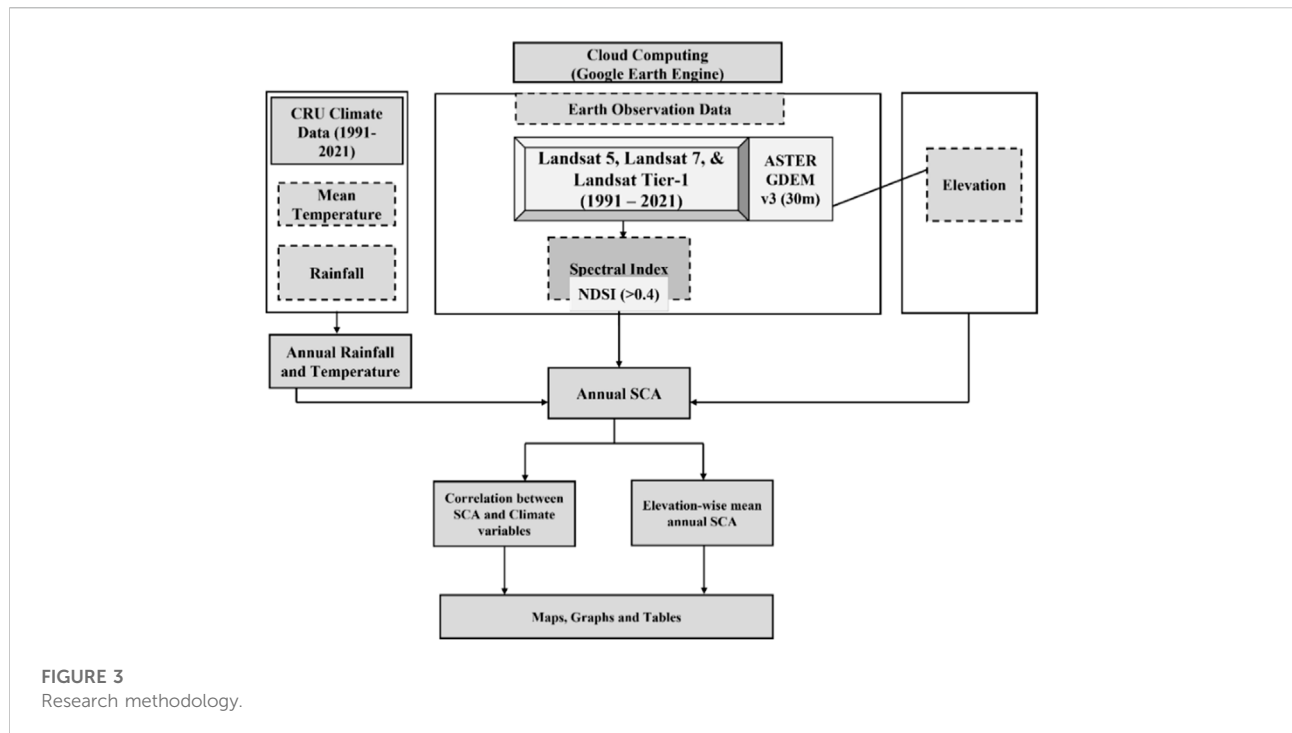 Cloud Computing
(Google Earth Engine)
CRU Climate
Data (1991-
2021)
Mean
Temperature
Rainfall
Annual Rainfall
and Temperature
Earth Observation Data
Landsat 5, Landsat 7, &
Landsat Tier-1
(1991 – 2021)
ASTER
GDEM
v3 (30m)
Spectral Index
NDSI (>0.4)
Elevation
Annual SCA
Correlation between
SCA and Climate
variables
Elevation-wise mean
annual SCA
Maps, Graphs and Tables
FIGURE 3
Research methodology.